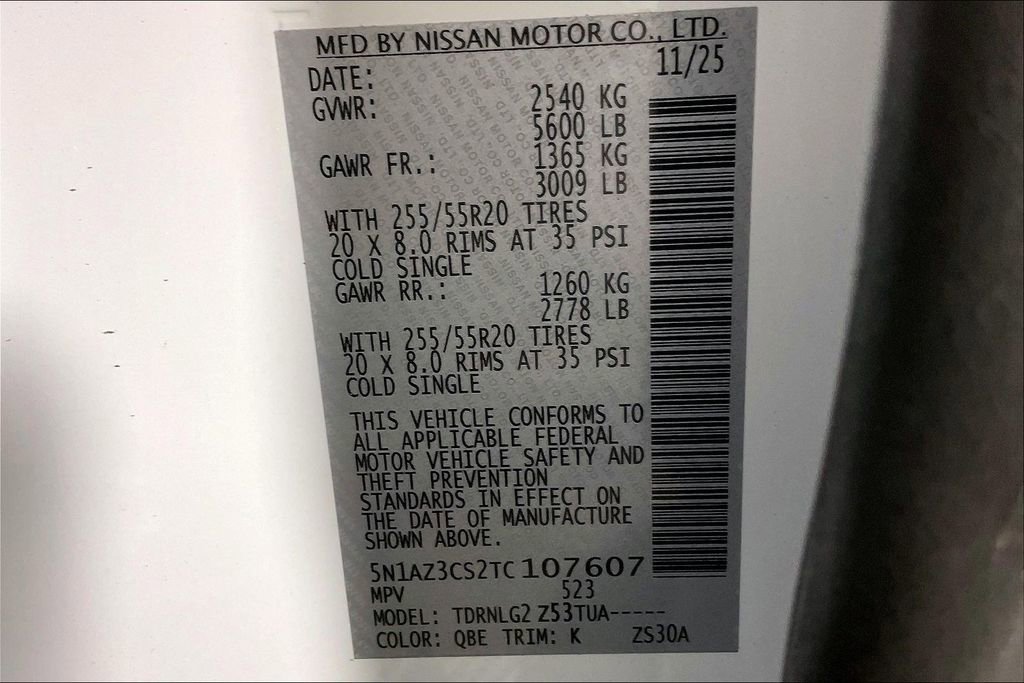 MFD BY NISSAN MOTOR CO., LTD.
DATE: 11/25
GVWR: 2540 KG
5600 LB
GAWR FR.: 1365 KG
3009 LB
WITH 255/55R20 TIRES
20 X 8.0 RIMS AT 35 PSI
COLD SINGLE
GAWR RR.: 1260 KG
2778 LB
WITH 255/55R20 TIRES
20 X 8.0 RIMS AT 35 PSI
COLD SINGLE
THIS VEHICLE CONFORMS TO
ALL APPLICABLE FEDERAL
MOTOR VEHICLE SAFETY AND
THEFT PREVENTION
STANDARDS IN EFFECT ON
THE DATE OF MANUFACTURE
SHOWN ABOVE.
5N1AZ3CS2TC107607
MPV 523
MODEL: TDRNLG2 Z53TUA-----
COLOR: QBE TRIM: K ZS30A